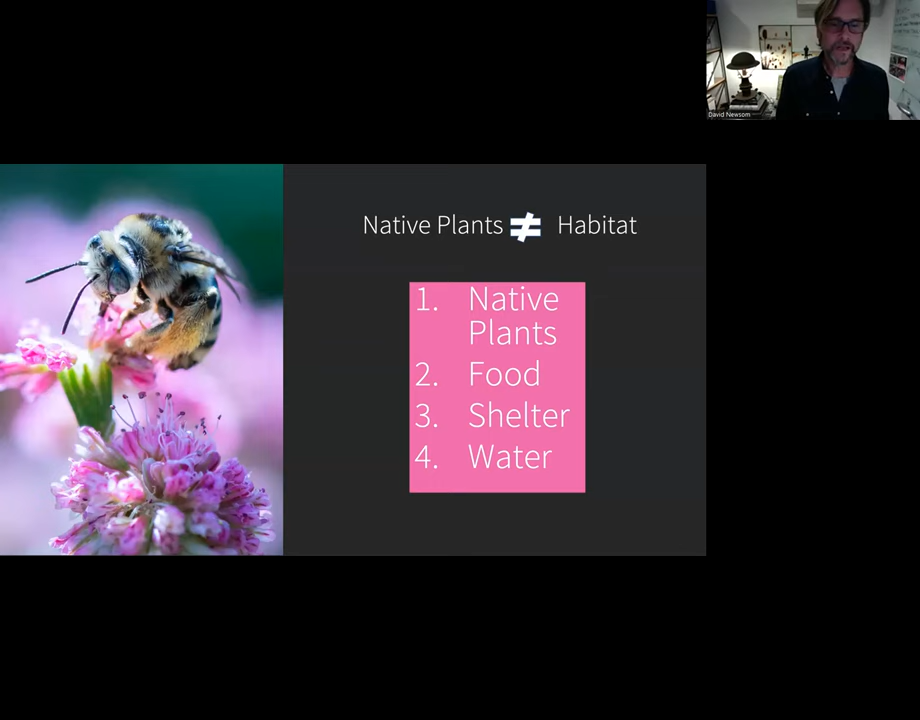 David Newsom
Native Plants ≠ Habitat
1. Native
Plants
2. Food
3. Shelter
4. Water